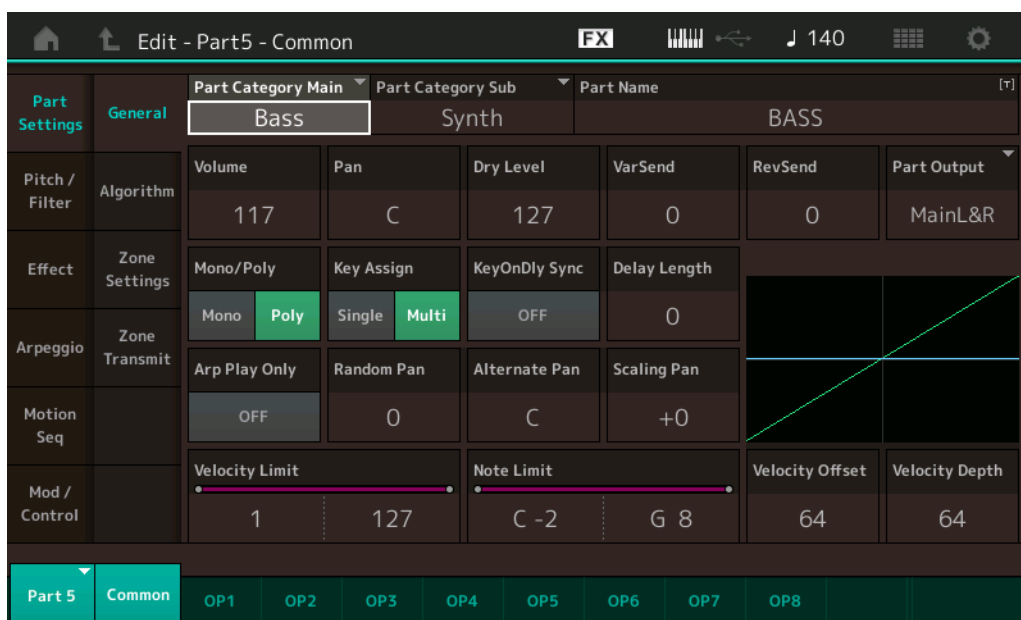 Edit - Part5 - Common FX ♩ 140
Part Settings
General
Part Category Main Part Category Sub Part Name [T]
Bass Synth BASS
Pitch / Filter
Algorithm
Volume Pan Dry Level VarSend RevSend Part Output
117 C 127 0 0 MainL&R
Effect
Zone Settings
Mono/Poly Key Assign KeyOnDly Sync Delay Length
Mono Poly Single Multi OFF 0
Arpeggio
Zone Transmit
Arp Play Only Random Pan Alternate Pan Scaling Pan
OFF 0 C +0
Motion Seq
Velocity Limit Note Limit Velocity Offset Velocity Depth
Mod / Control
1 127 C -2 G 8 64 64
Part 5 Common OP1 OP2 OP3 OP4 OP5 OP6 OP7 OP8